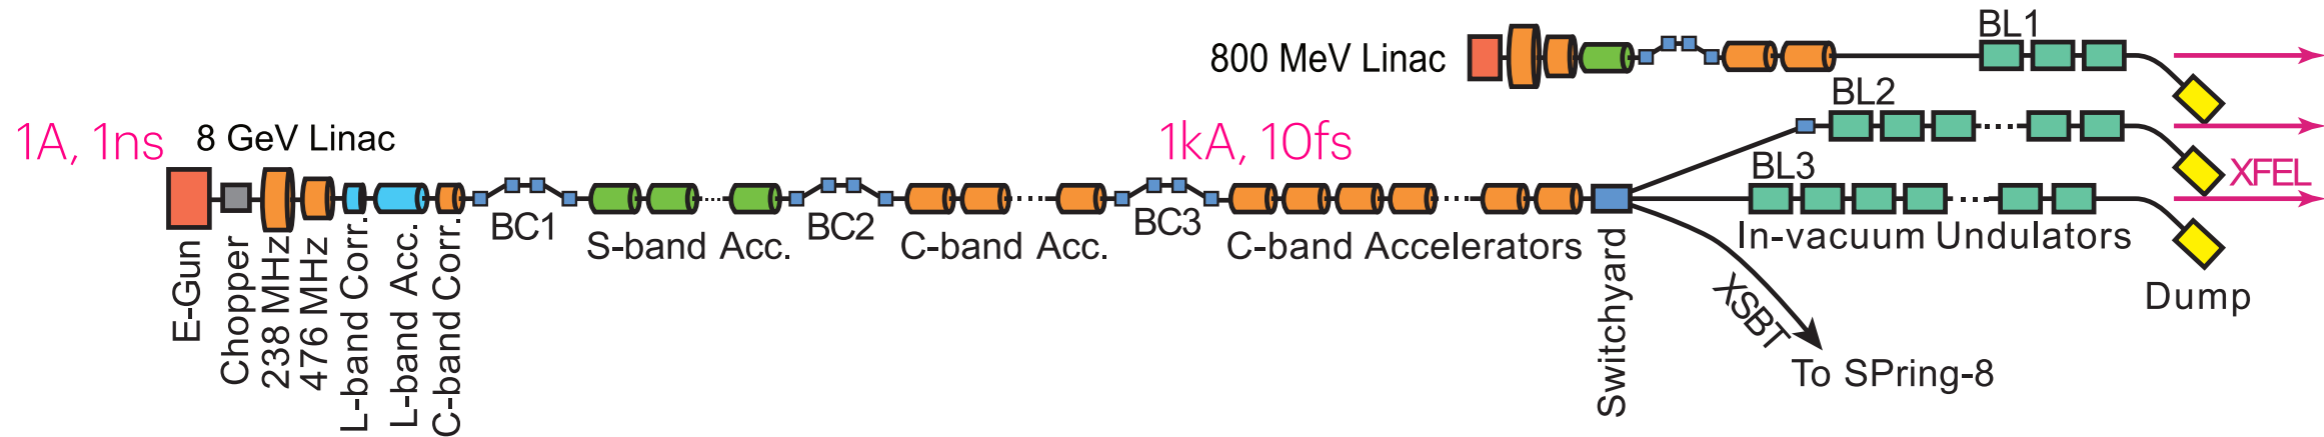 BL1
800 MeV Linac
BL2
1A, 1ns
8 GeV Linac
1kA, 10fs
BL3
XFEL
BC1
BC2
BC3
S-band Acc.
C-band Acc.
C-band Accelerators
In-vacuum Undulators
E-Gun
Chopper
238 MHz
476 MHz
L-band Corr.
L-band Acc.
C-band Corr.
Switchyard
XSBT
Dump
To SPring-8